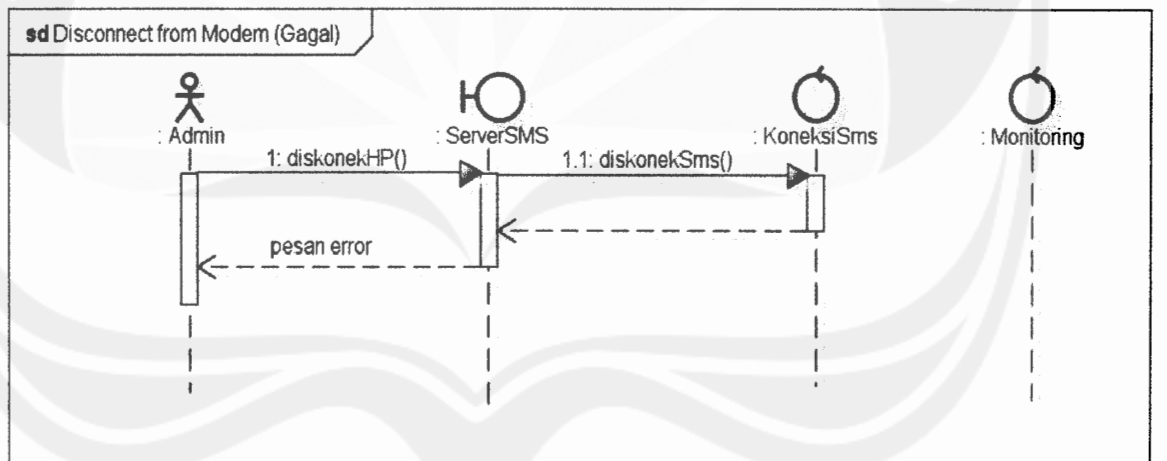 sd Disconnect from Modem (Gagal)
: Admin
: ServerSMS
: KoneksiSms
: Monitoring
1: diskonekHP()
1.1: diskonekSms()
pesan error